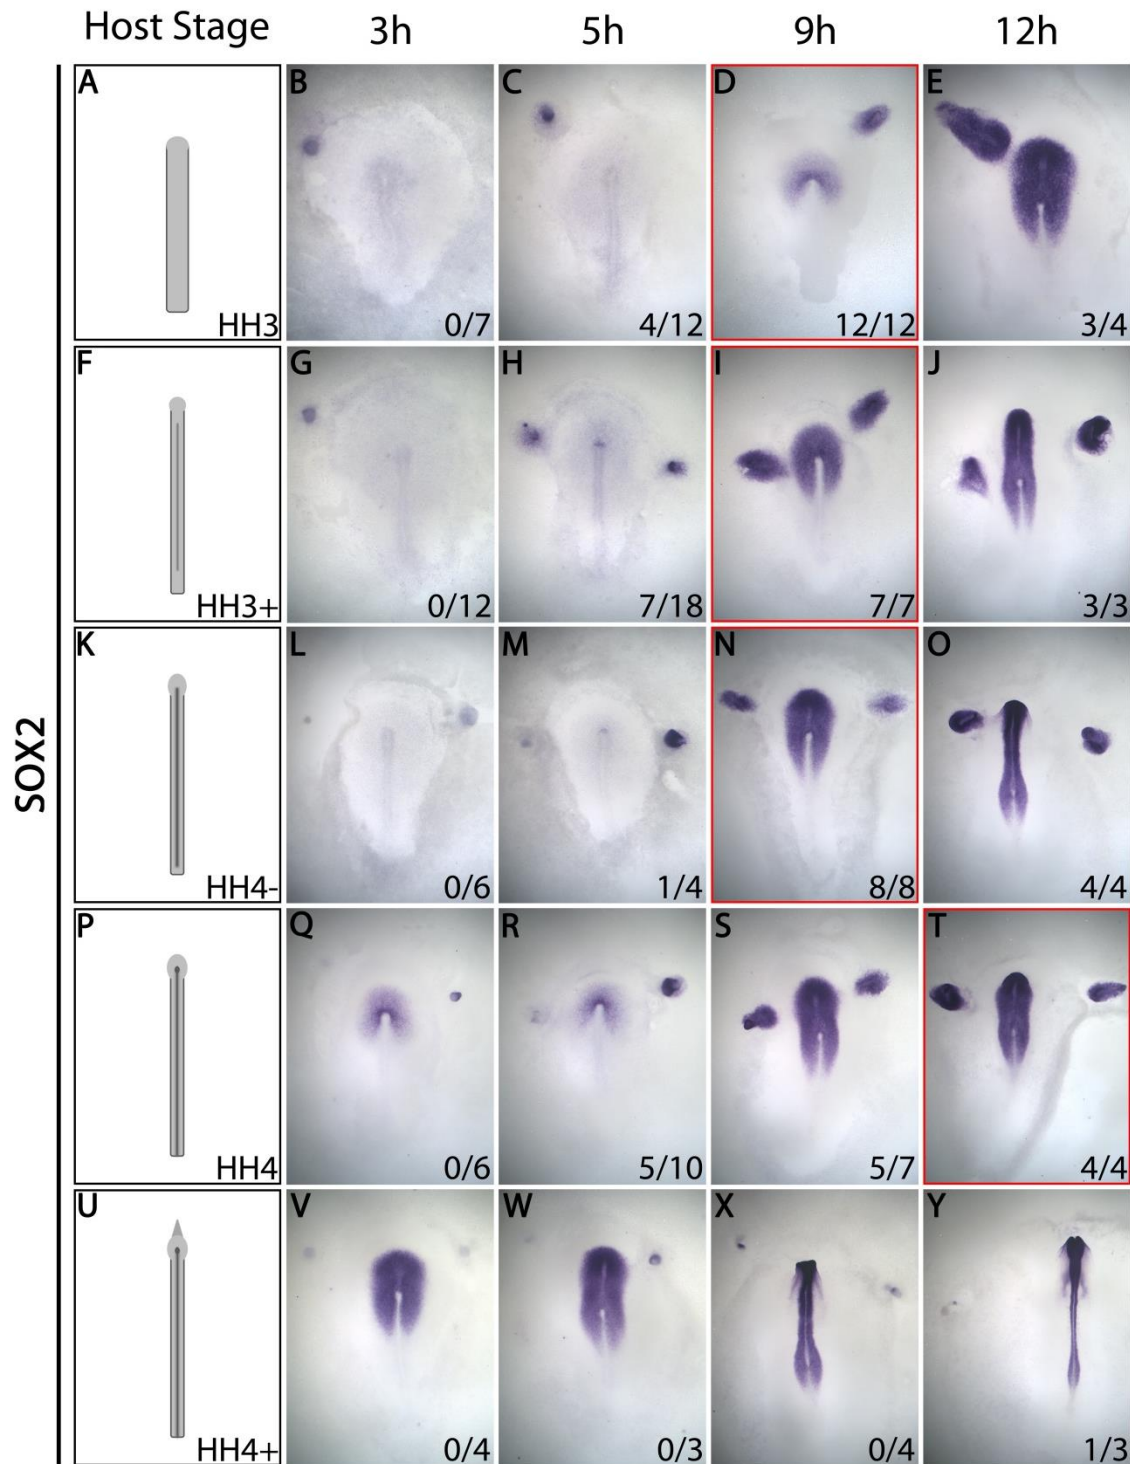 Host Stage 3h 5h 9h 12h
SOX2
A B C D E
HH3 0/7 4/12 12/12 3/4
F G H I J
HH3+ 0/12 7/18 7/7 3/3
K L M N O
HH4- 0/6 1/4 8/8 4/4
P Q R S T
HH4 0/6 5/10 5/7 4/4
U V W X Y
HH4+ 0/4 0/3 0/4 1/3